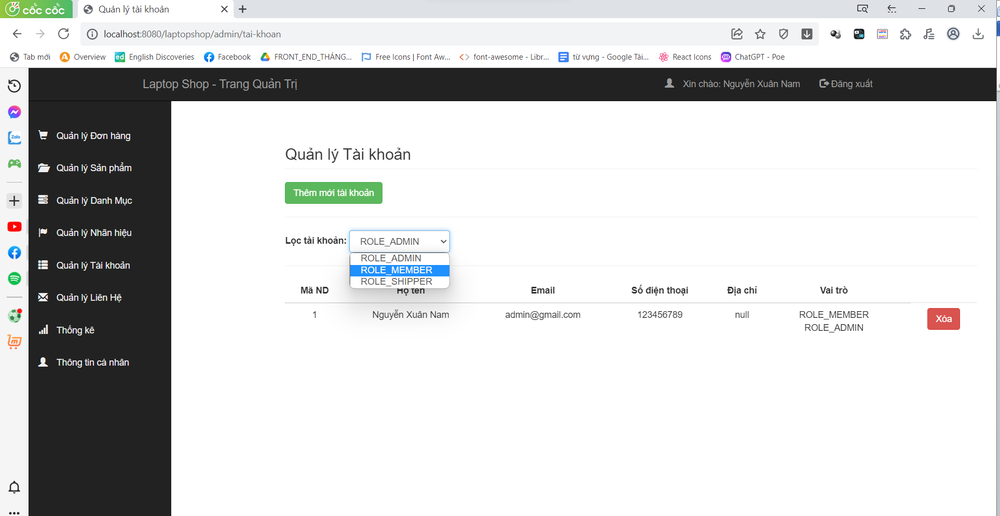 cốc cốc
Quản lý tài khoản
localhost:8080/laptopshop/admin/tai-khoan
Tab mới
Overview
ed English Discoveries
Facebook
FRONT_END_THÁNG...
Free Icons | Font Aw...
font-awesome - Libr...
từ vựng - Google Tài...
React Icons
ChatGPT - Poe
Laptop Shop - Trang Quản Trị
Xin chào: Nguyễn Xuân Nam
Đăng xuất
Zalo
Quản lý Đơn hàng
Quản lý Sản phẩm
Quản lý Danh Mục
Quản lý Nhãn hiệu
Quản lý Tài khoản
Quản lý Liên Hệ
Thống kê
Thông tin cá nhân
Quản lý Tài khoản
Thêm mới tài khoản
Lọc tài khoản: ROLE_ADMIN
ROLE_ADMIN
ROLE_MEMBER
ROLE_SHIPPER
Mã ND Họ tên Email Số điện thoại Địa chỉ Vai trò
1 Nguyễn Xuân Nam admin@gmail.com 123456789 null ROLE_MEMBER Xóa
ROLE_ADMIN